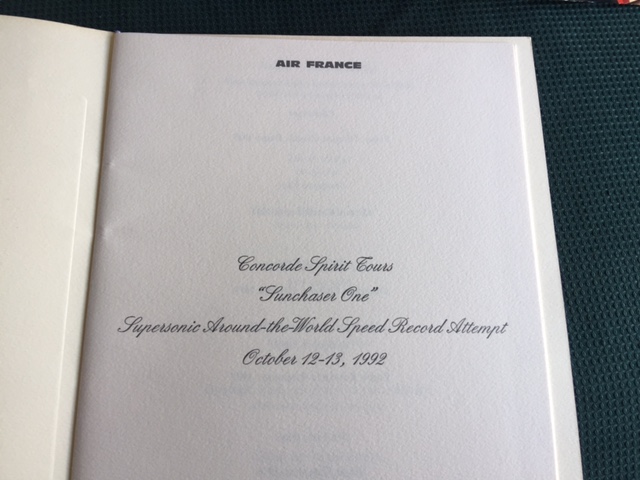 AIR FRANCE
Concorde Spirit Tours
“Sunchaser One”
Supersonic Around-the-World Speed Record Attempt
October 12-13, 1992